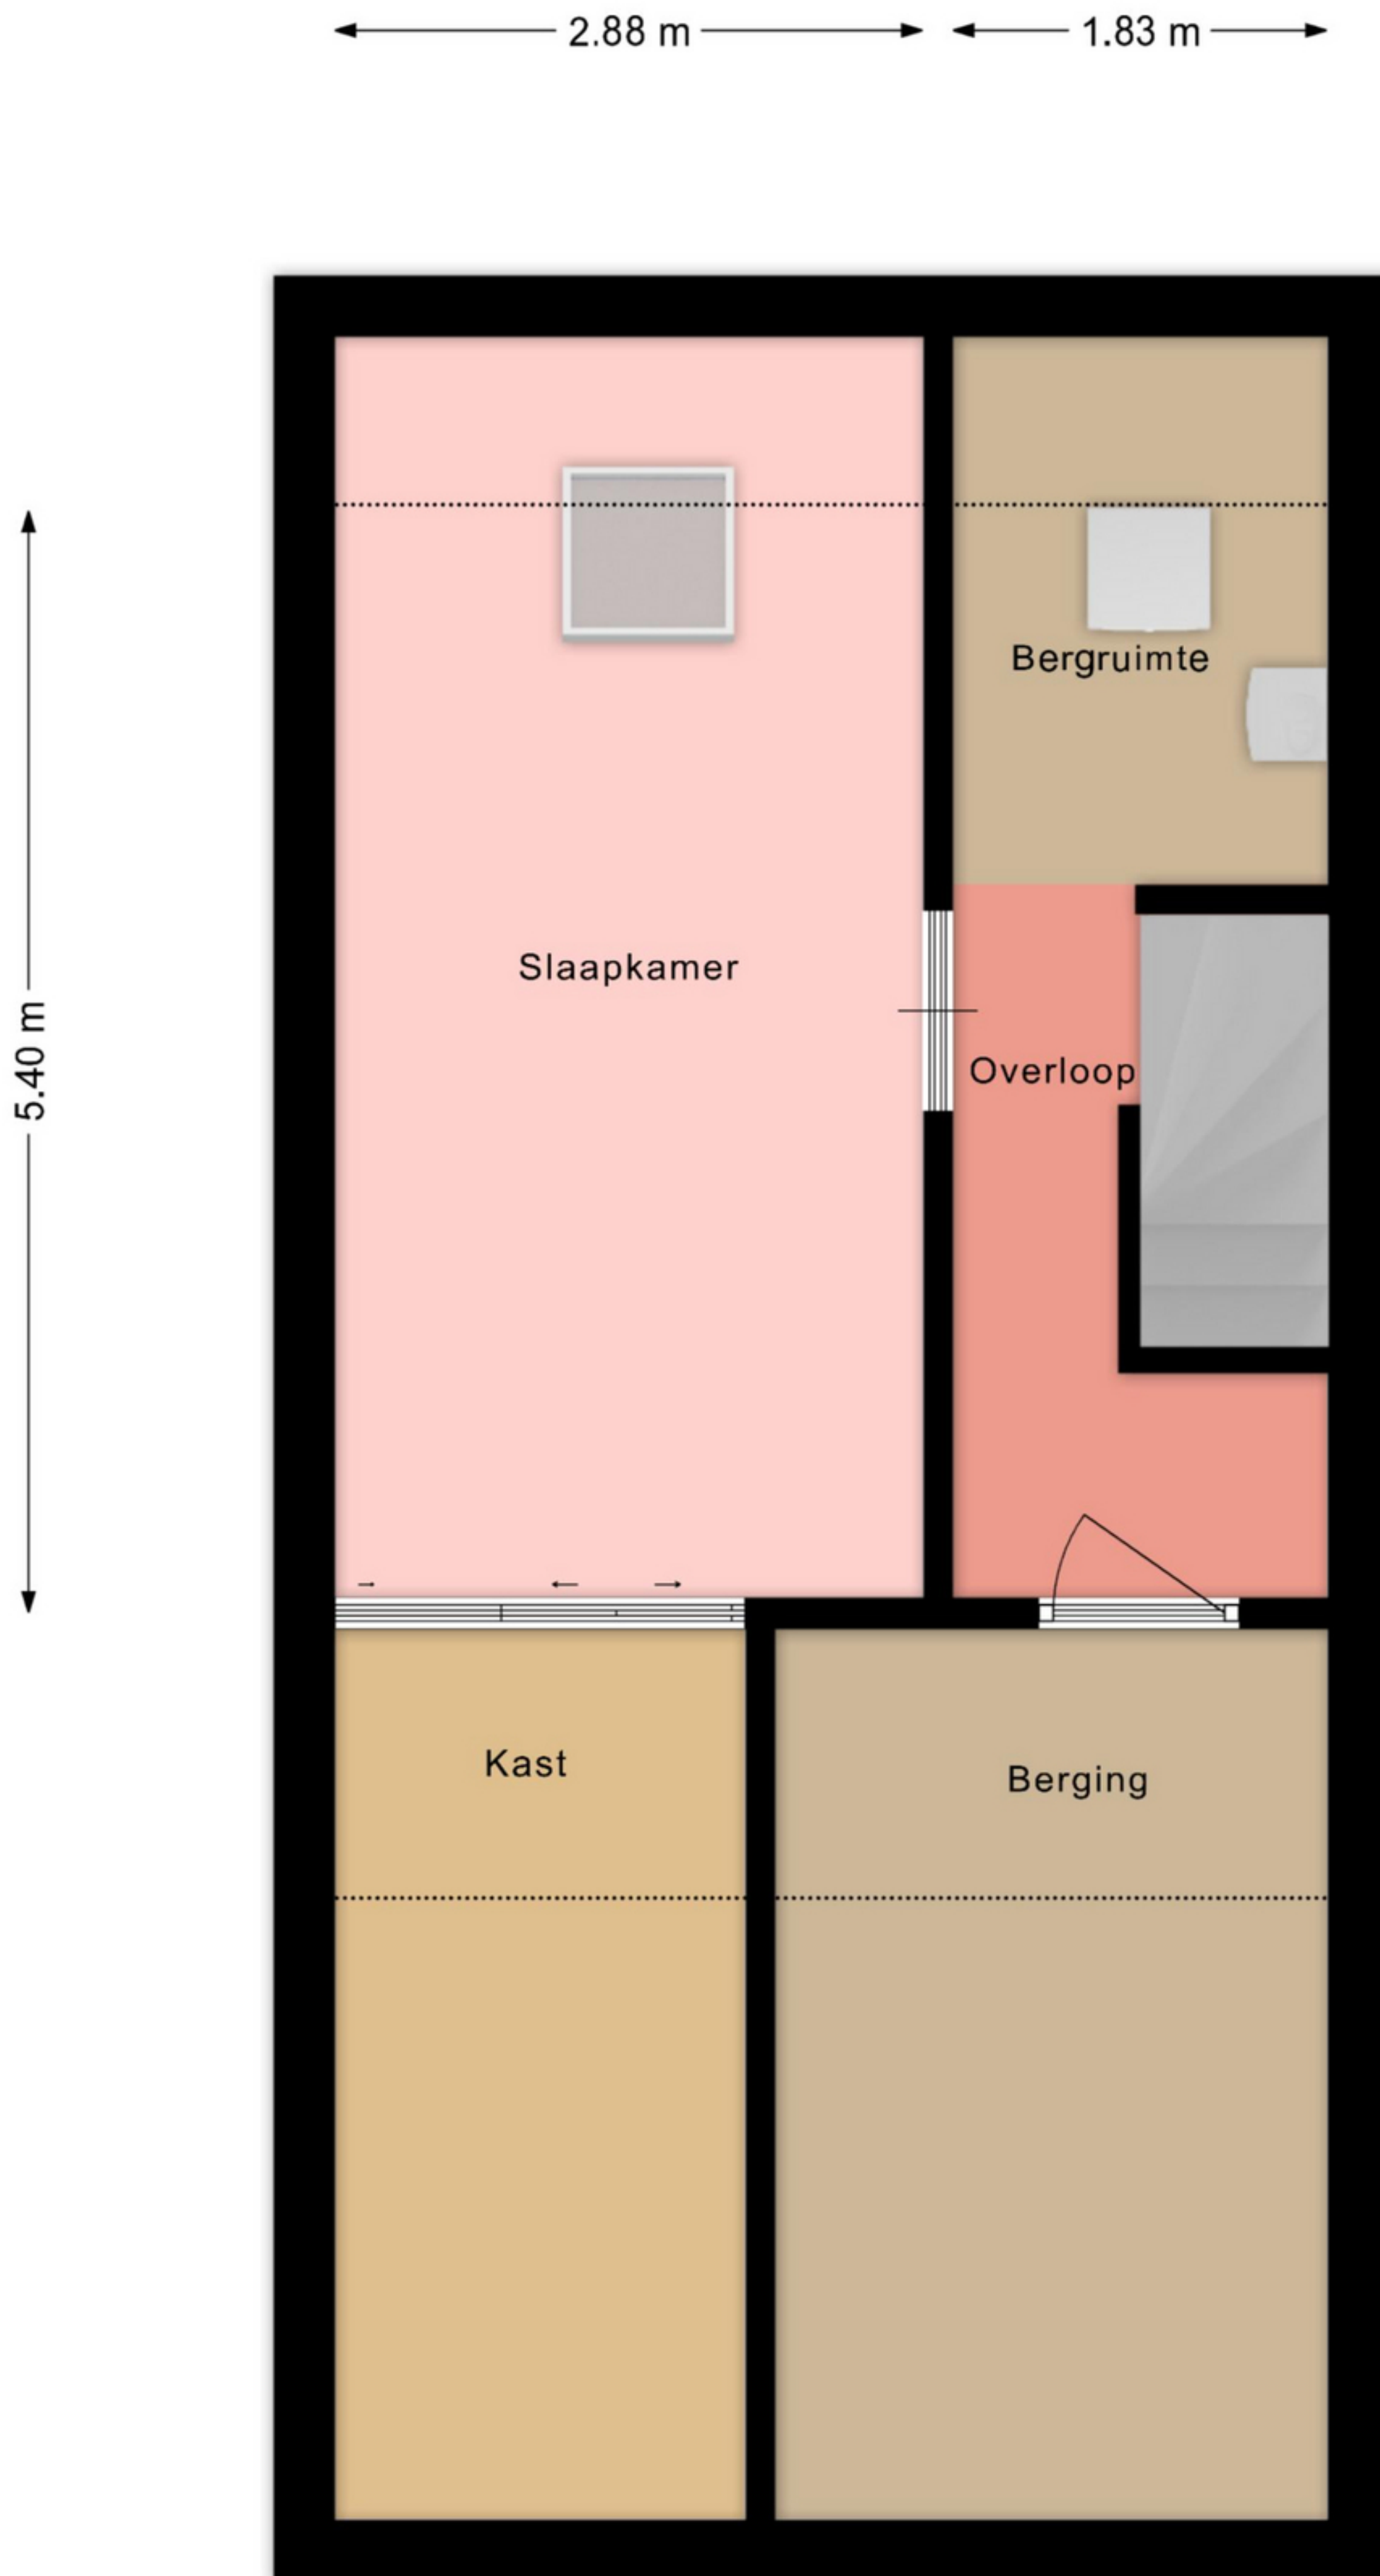 2.88 m
1.83 m
Bergruimte
Slaapkamer
5.40 m
Overloop
Kast
Berging